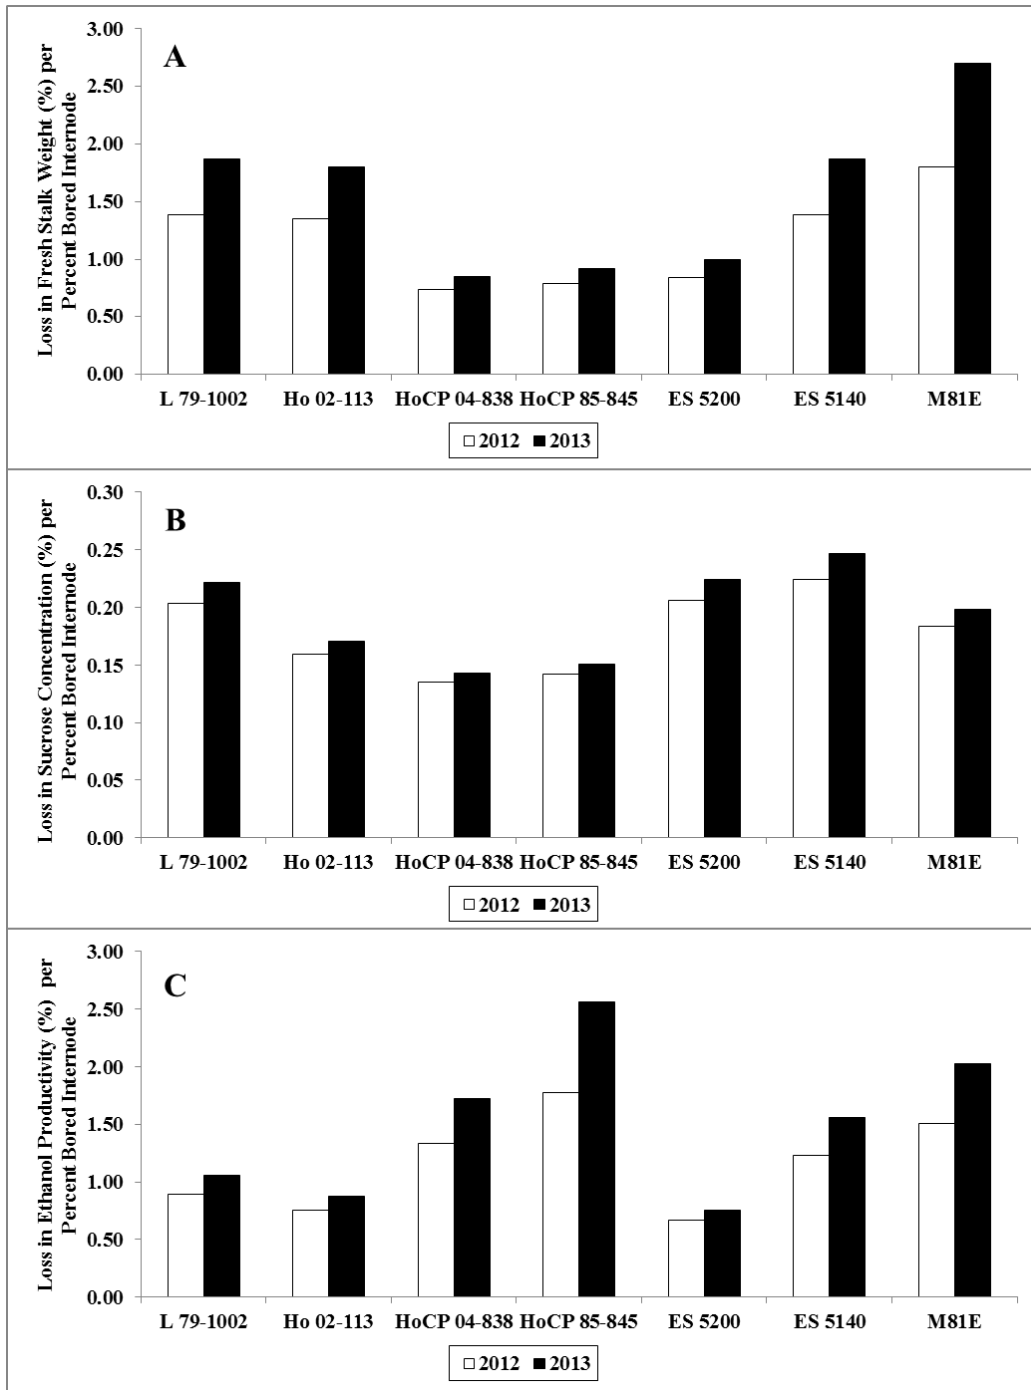 A
Loss in Fresh Stalk Weight (%) per
Percent Bored Internode
3.00
2.50
2.00
1.50
1.00
0.50
0.00
L 79-1002 Ho 02-113 HoCP 04-838 HoCP 85-845 ES 5200 ES 5140 M81E
2012 2013
B
Loss in Sucrose Concentration (%) per
Percent Bored Internode
0.30
0.25
0.20
0.15
0.10
0.05
0.00
L 79-1002 Ho 02-113 HoCP 04-838 HoCP 85-845 ES 5200 ES 5140 M81E
2012 2013
C
Loss in Ethanol Productivity (%) per
Percent Bored Internode
3.00
2.50
2.00
1.50
1.00
0.50
0.00
L 79-1002 Ho 02-113 HoCP 04-838 HoCP 85-845 ES 5200 ES 5140 M81E
2012 2013